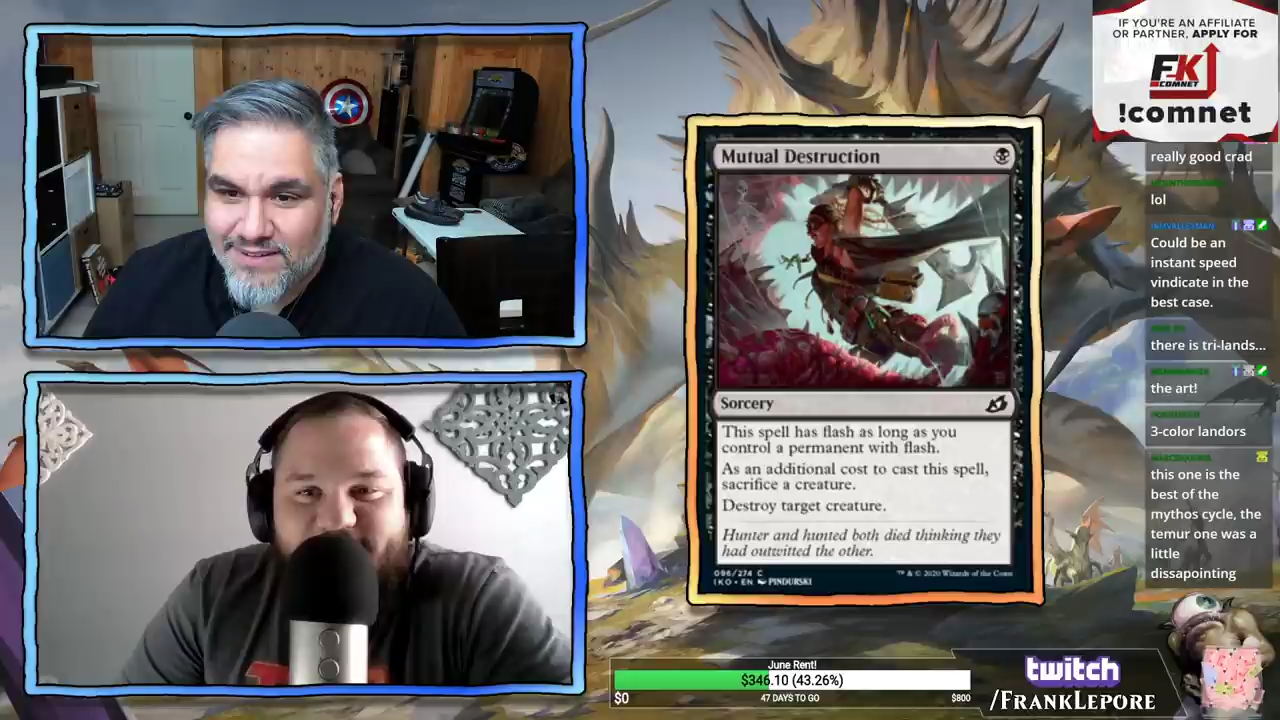 IF YOU'RE AN AFFILIATE
OR PARTNER, APPLY FOR
F2K
COMNET
!comnet
Mutual Destruction
Sorcery
This spell has flash as long as you
control a permanent with flash.
As an additional cost to cast this spell,
sacrifice a creature.
Destroy target creature.
Hunter and hunted both died thinking they
had outwitted the other.
096/274 C
IKO • EN PINDURSKI
™ & © 2020 Wizards of the Coast
really good crad
lol
Could be an
instant speed
vindicate in the
best case.
there is tri-lands...
the art!
3-color landors
this one is the
best of the
mythos cycle, the
temur one was a
little
dissapointing
June Rent!
$346.10 (43.26%)
$0
47 DAYS TO GO
$800
twitch
/FRANKLEPORE